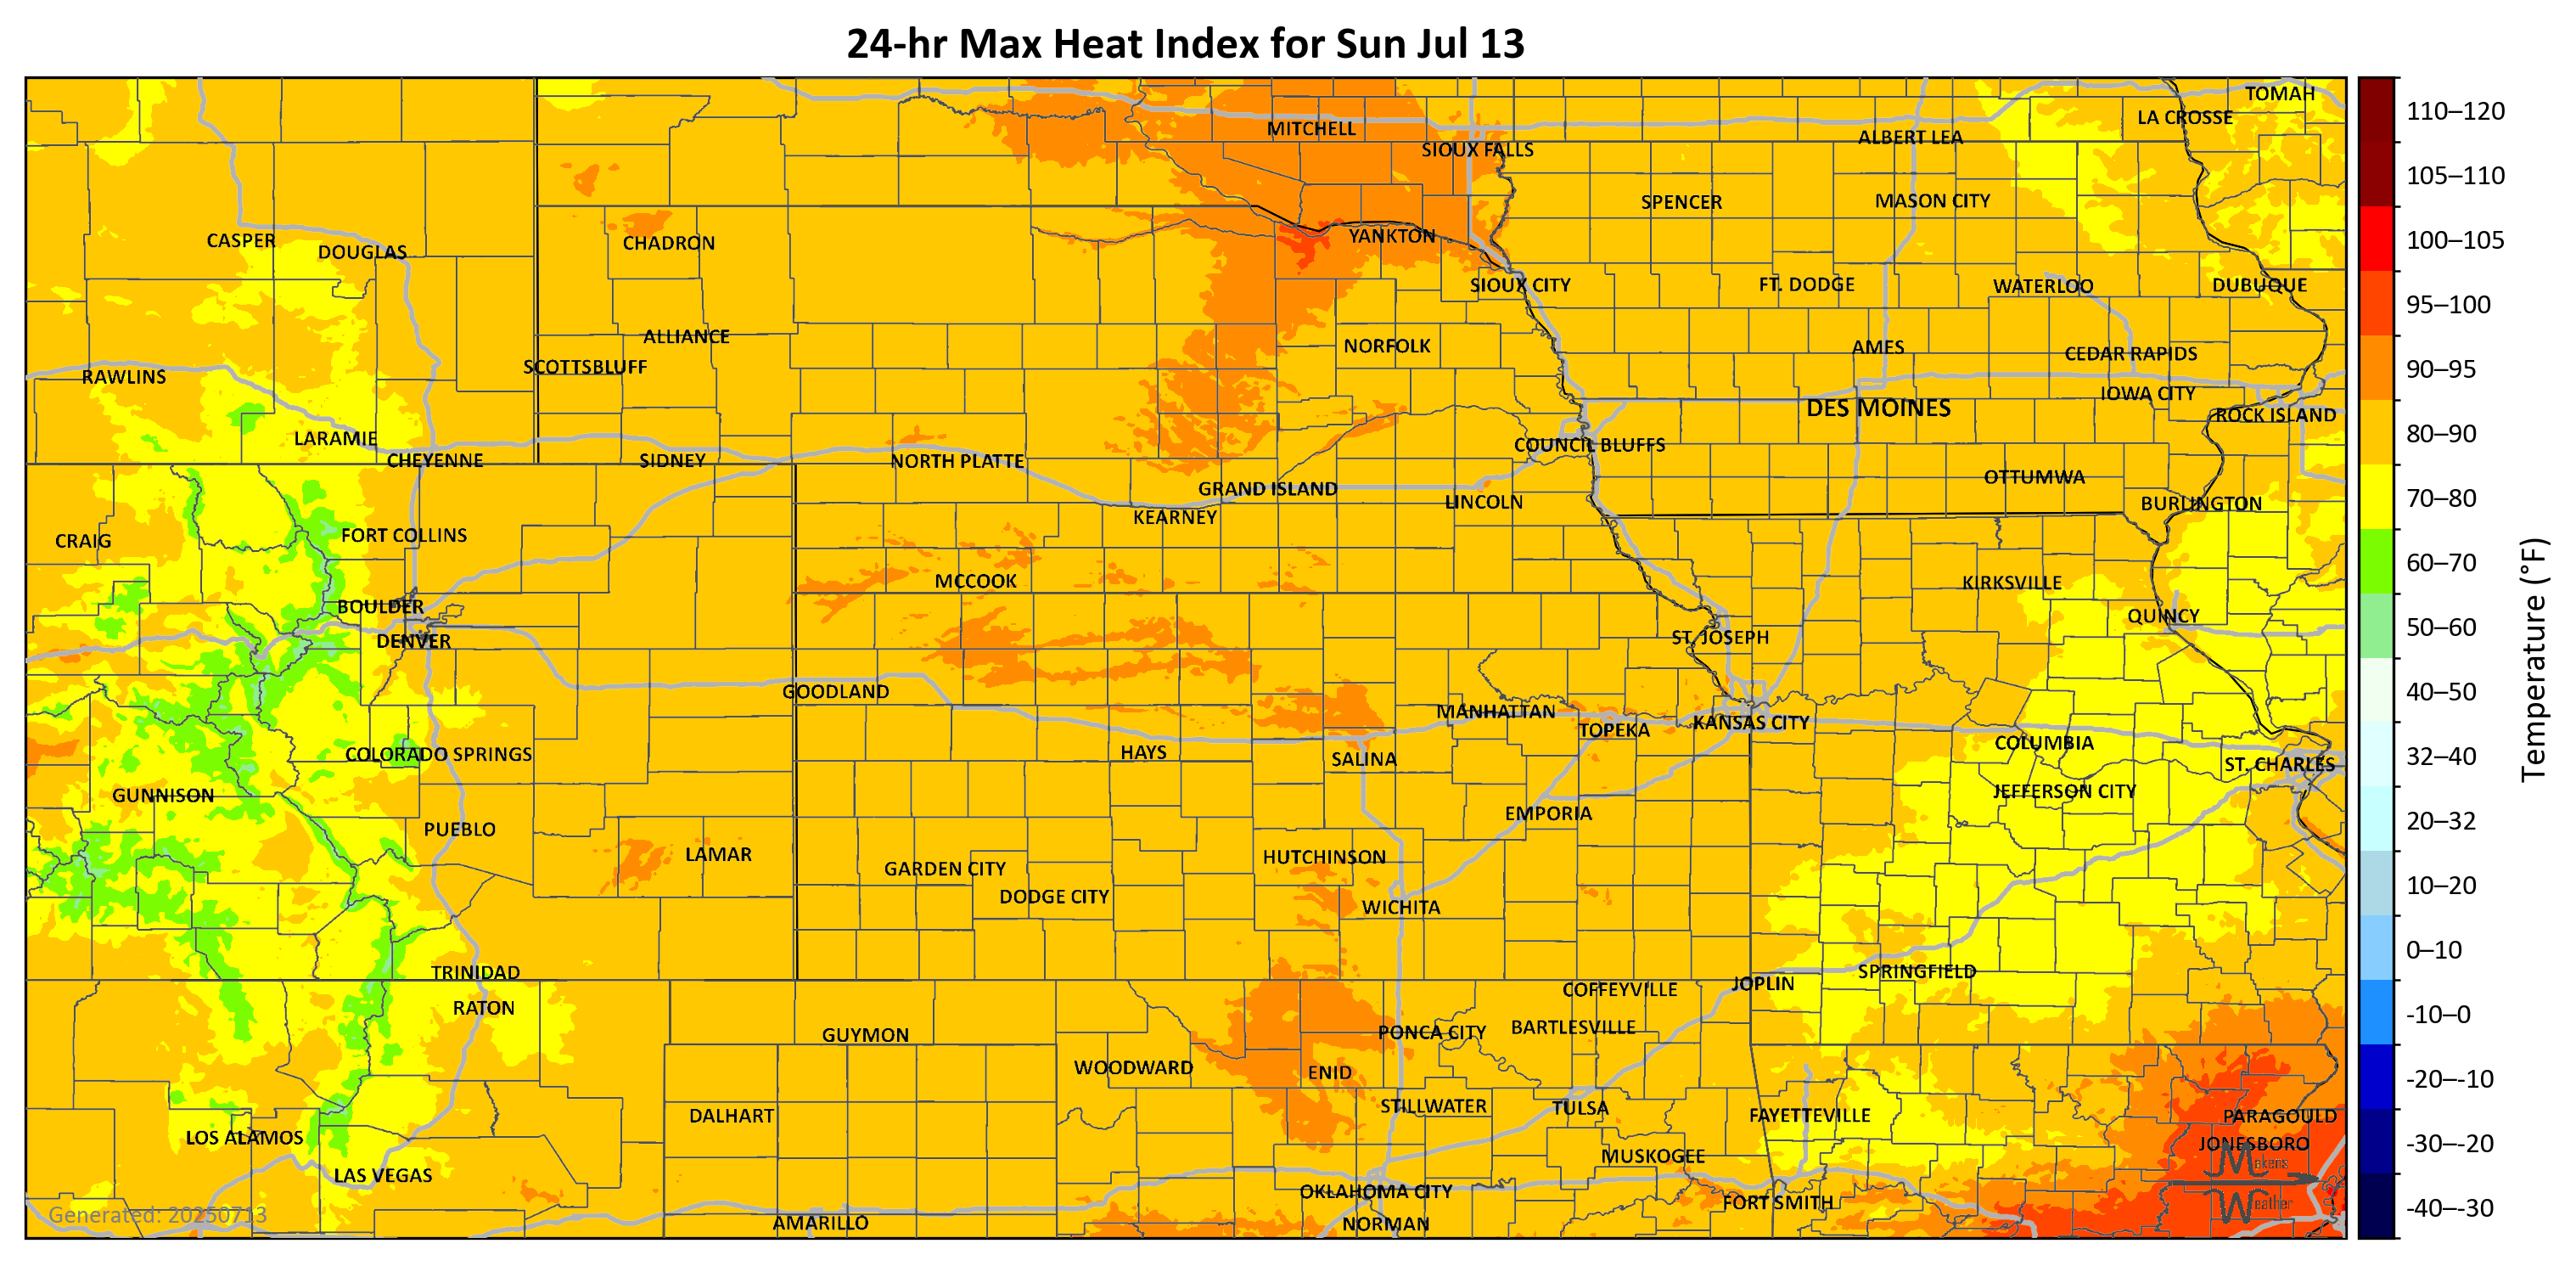 24-hr Max Heat Index for Sun Jul 13
TOMAH
LA CROSSE
MITCHELL
ALBERT LEA
SIOUX FALLS
SPENCER
MASON CITY
CASPER
DOUGLAS
CHADRON
YANKTON
SIOUX CITY
FT. DODGE
WATERLOO
DUBUQUE
ALLIANCE
NORFOLK
AMES
CEDAR RAPIDS
SCOTTSBLUFF
RAWLINS
IOWA CITY
DES MOINES
ROCK ISLAND
LARAMIE
COUNCIL BLUFFS
CHEYENNE
SIDNEY
NORTH PLATTE
OTTUMWA
GRAND ISLAND
LINCOLN
BURLINGTON
KEARNEY
CRAIG
FORT COLLINS
MCCOOK
KIRKSVILLE
BOULDER
QUINCY
DENVER
ST. JOSEPH
GOODLAND
MANHATTAN
KANSAS CITY
TOPEKA
COLUMBIA
COLORADO SPRINGS
HAYS
SALINA
ST. CHARLES
GUNNISON
JEFFERSON CITY
EMPORIA
PUEBLO
LAMAR
HUTCHINSON
GARDEN CITY
DODGE CITY
WICHITA
TRINIDAD
SPRINGFIELD
JOPLIN
COFFEYVILLE
RATON
BARTLESVILLE
GUYMON
PONCA CITY
WOODWARD
ENID
STILLWATER
TULSA
DALHART
FAYETTEVILLE
PARAGOULD
LOS ALAMOS
JONESBORO
MUSKOGEE
Makens
LAS VEGAS
OKLAHOMA CITY
FORT SMITH
Weather
Generated: 20250713
AMARILLO
NORMAN
110–120
105–110
100–105
95–100
90–95
80–90
70–80
60–70
50–60
40–50
32–40
20–32
10–20
0–10
-10–0
-20–-10
-30–-20
-40–-30
Temperature (°F)